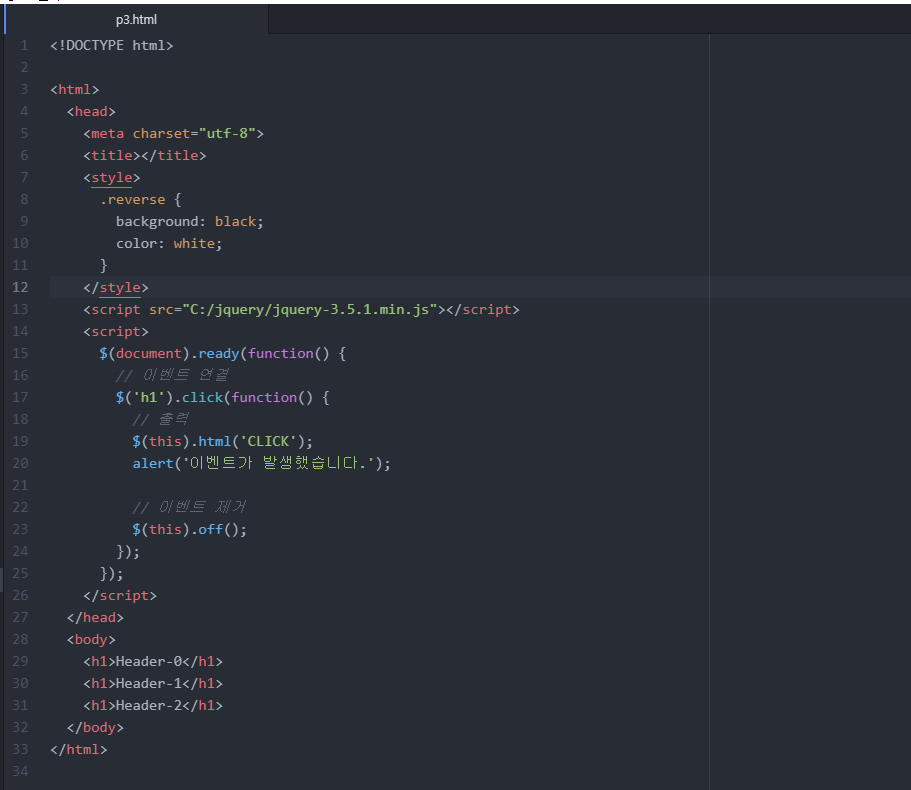 p3.html
1 <!DOCTYPE html>
2
3 <html>
4   <head>
5     <meta charset="utf-8">
6     <title></title>
7     <style>
8       .reverse {
9         background: black;
10         color: white;
11       }
12     </style>
13     <script src="C:/jquery/jquery-3.5.1.min.js"></script>
14     <script>
15       $(document).ready(function() {
16         // 이벤트 연결
17         $('h1').click(function() {
18           // 출력
19           $(this).html('CLICK');
20           alert('이벤트가 발생했습니다.');
21
22           // 이벤트 제거
23           $(this).off();
24         });
25       });
26     </script>
27   </head>
28   <body>
29     <h1>Header-0</h1>
30     <h1>Header-1</h1>
31     <h1>Header-2</h1>
32   </body>
33 </html>
34